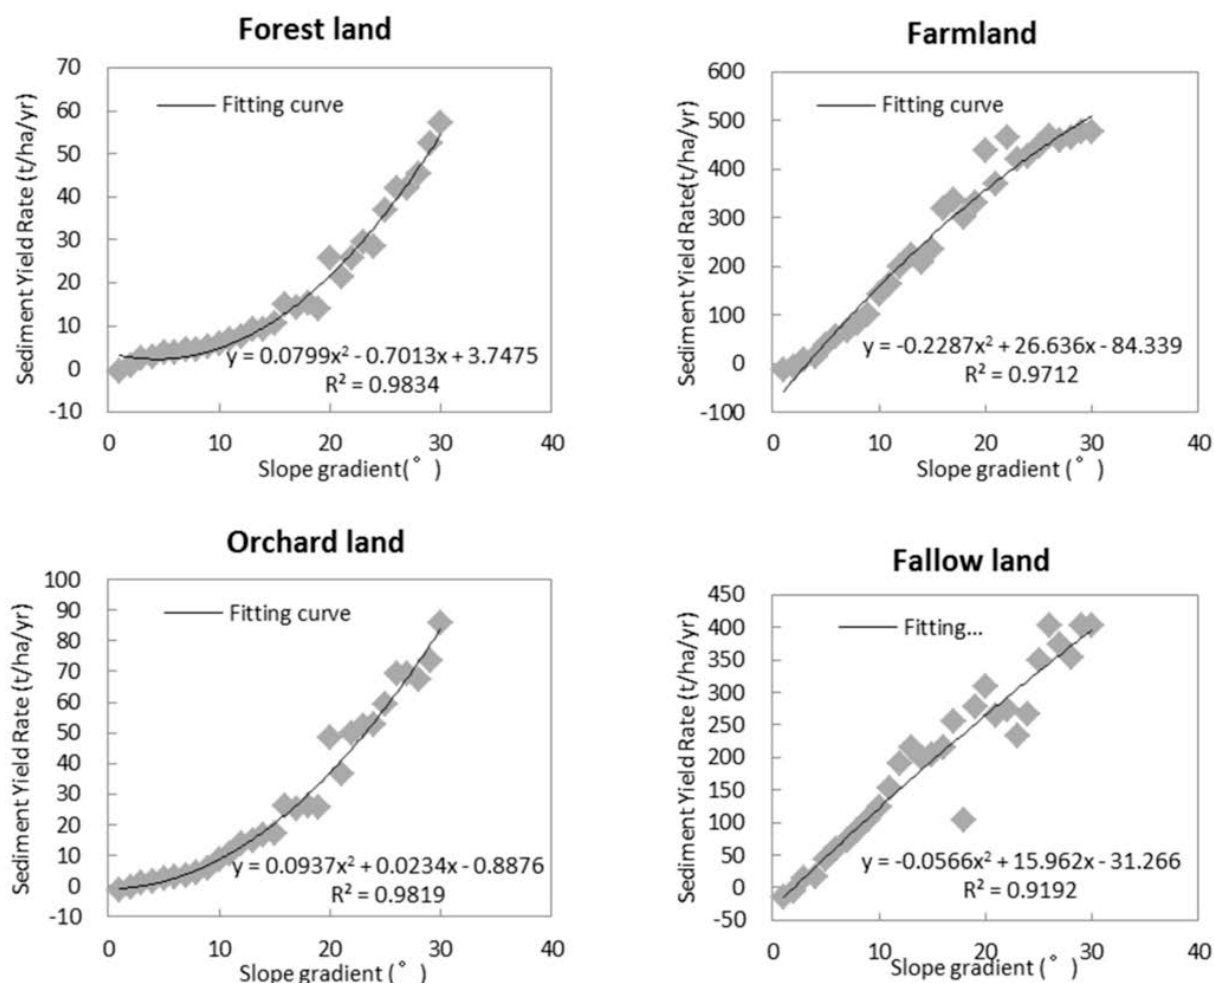 Forest land
70
60
50
40
30
20
10
0
-10
Sediment Yield Rate (t/ha/yr)
Fitting curve
y = 0.0799x² - 0.7013x + 3.7475
R² = 0.9834
0 10 20 30 40
Slope gradient(°)
Farmland
600
500
400
300
200
100
0
-100
Sediment Yield Rate(t/ha/yr)
Fitting curve
y = -0.2287x² + 26.636x - 84.339
R² = 0.9712
0 10 20 30 40
Slope gradient (°)
Orchard land
100
90
80
70
60
50
40
30
20
10
0
-10
Sediment Yield Rate (t/ha/yr)
Fitting curve
y = 0.0937x² + 0.0234x - 0.8876
R² = 0.9819
0 10 20 30 40
Slope gradient (°)
Fallow land
450
400
350
300
250
200
150
100
50
0
-50
Sediment Yield Rate (t/ha/yr)
Fitting...
y = -0.0566x² + 15.962x - 31.266
R² = 0.9192
0 10 20 30 40
Slope gradient (°)